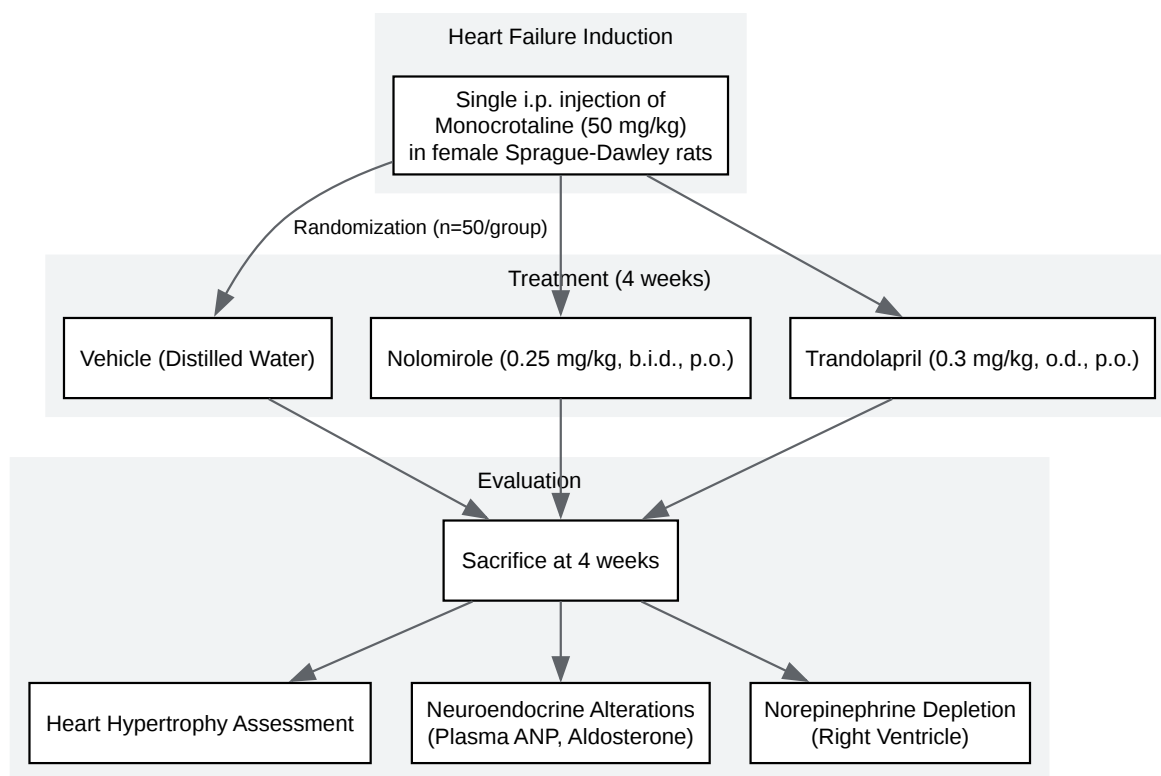 Heart Failure Induction
Single i.p. injection of
Monocrotaline (50 mg/kg)
in female Sprague-Dawley rats
Randomization (n=50/group)
Treatment (4 weeks)
Vehicle (Distilled Water)
Nolomirole (0.25 mg/kg, b.i.d., p.o.)
Trandolapril (0.3 mg/kg, o.d., p.o.)
Evaluation
Sacrifice at 4 weeks
Heart Hypertrophy Assessment
Neuroendocrine Alterations
(Plasma ANP, Aldosterone)
Norepinephrine Depletion
(Right Ventricle)